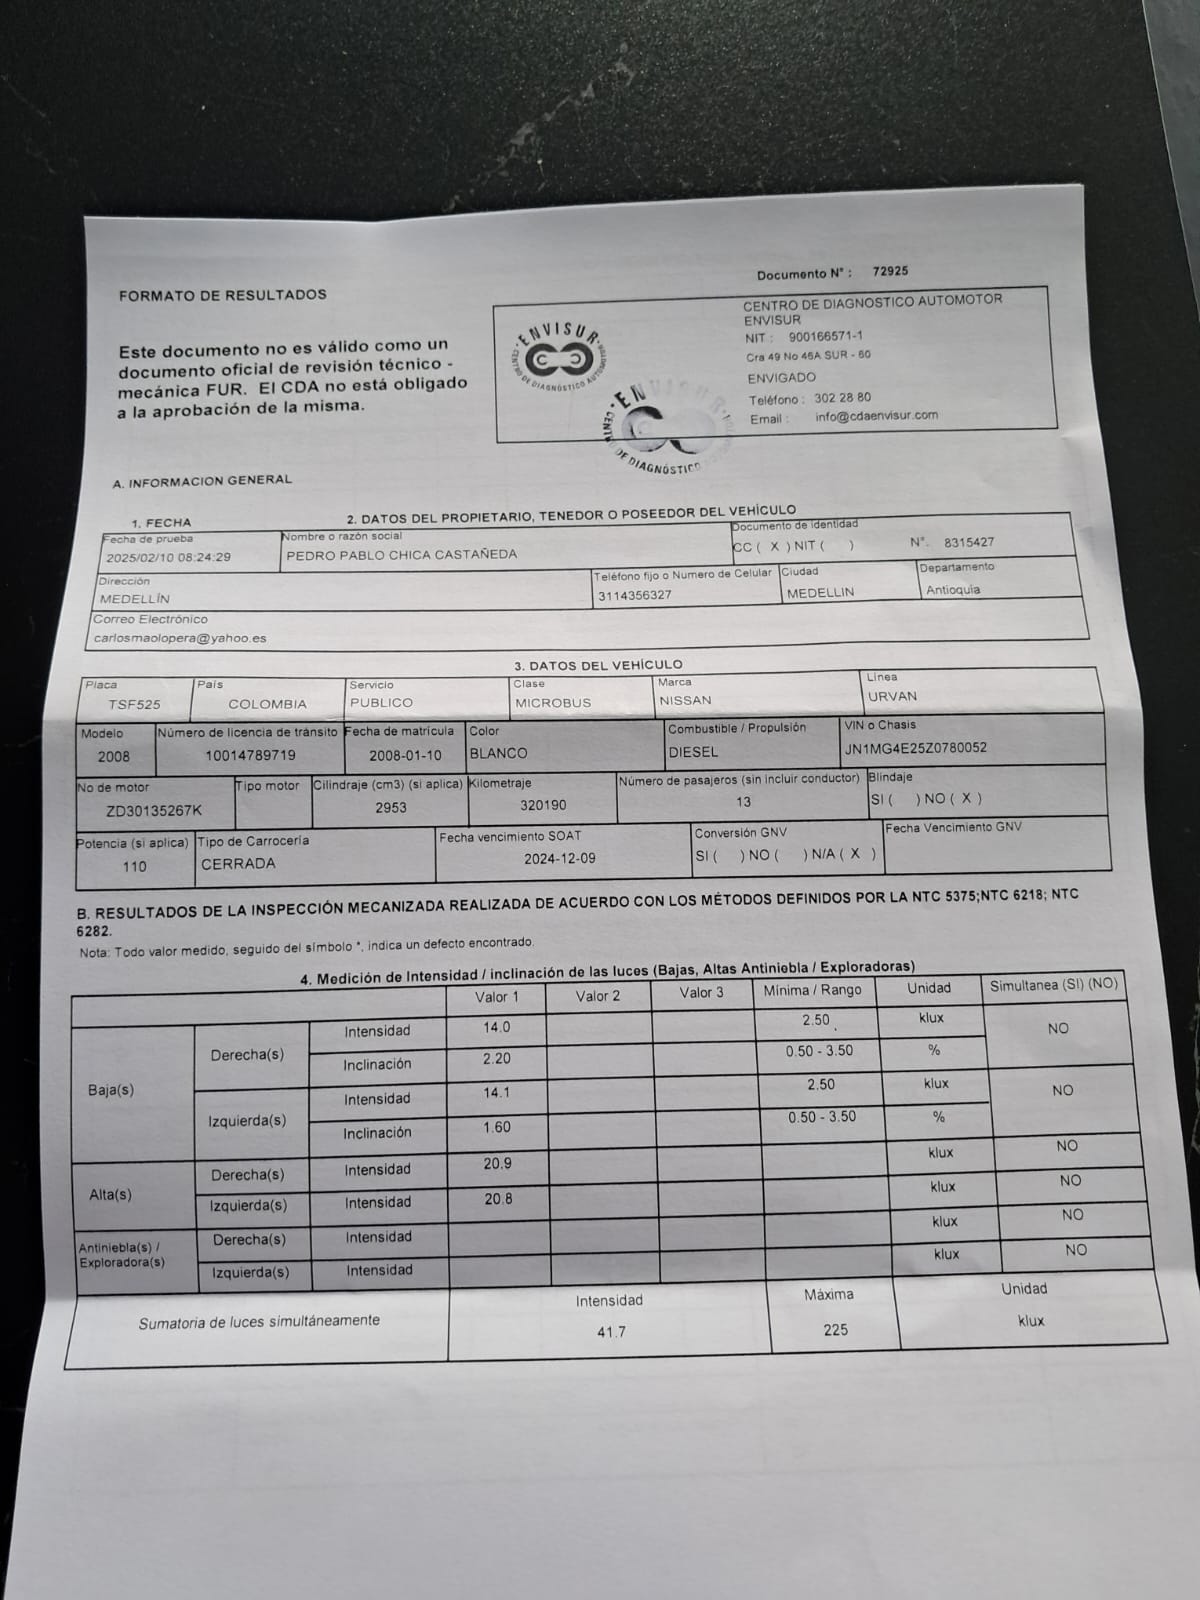 Documento N° : 72925
FORMATO DE RESULTADOS
Este documento no es válido como un
documento oficial de revisión técnico -
mecánica FUR. El CDA no está obligado
a la aprobación de la misma.
ENVISUR
CENTRO DE DIAGNÓSTICO AUTOMOTOR
CENTRO DE DIAGNOSTICO AUTOMOTOR
ENVISUR
NIT : 900166571-1
Cra 49 No 46A SUR - 60
ENVIGADO
Teléfono : 302 28 80
Email : info@cdaenvisur.com
ENVISUR
DE DIAGNÓSTICO
A. INFORMACION GENERAL
1. FECHA
2. DATOS DEL PROPIETARIO, TENEDOR O POSEEDOR DEL VEHÍCULO
Fecha de prueba
2025/02/10 08:24:29
Nombre o razón social
PEDRO PABLO CHICA CASTAÑEDA
Documento de Identidad
CC ( X ) NIT ( ) N°. 8315427
Dirección
MEDELLÍN
Teléfono fijo o Numero de Celular
3114356327
Ciudad
MEDELLIN
Departamento
Antioquia
Correo Electrónico
carlosmaolopera@yahoo.es
3. DATOS DEL VEHÍCULO
Placa
TSF525
País
COLOMBIA
Servicio
PUBLICO
Clase
MICROBUS
Marca
NISSAN
Línea
URVAN
Modelo
2008
Número de licencia de tránsito
10014789719
Fecha de matrícula
2008-01-10
Color
BLANCO
Combustible / Propulsión
DIESEL
VIN o Chasis
JN1MG4E25Z0780052
No de motor
ZD30135267K
Tipo motor
Cilindraje (cm3) (si aplica)
2953
Kilometraje
320190
Número de pasajeros (sin incluir conductor)
13
Blindaje
SI ( ) NO ( X )
Potencia (si aplica)
110
Tipo de Carrocería
CERRADA
Fecha vencimiento SOAT
2024-12-09
Conversión GNV
SI ( ) NO ( ) N/A ( X )
Fecha Vencimiento GNV
B. RESULTADOS DE LA INSPECCIÓN MECANIZADA REALIZADA DE ACUERDO CON LOS MÉTODOS DEFINIDOS POR LA NTC 5375;NTC 6218; NTC
6282.
Nota: Todo valor medido, seguido del símbolo *, indica un defecto encontrado.
4. Medición de Intensidad / inclinación de las luces (Bajas, Altas Antiniebla / Exploradoras)
Valor 1 Valor 2 Valor 3 Mínima / Rango Unidad Simultanea (SI) (NO)
Baja(s) Derecha(s) Intensidad 14.0 2.50 klux NO
Inclinación 2.20 0.50 - 3.50 %
Izquierda(s) Intensidad 14.1 2.50 klux NO
Inclinación 1.60 0.50 - 3.50 %
Alta(s) Derecha(s) Intensidad 20.9 klux NO
Izquierda(s) Intensidad 20.8 klux NO
Antiniebla(s) /
Exploradora(s)
Derecha(s) Intensidad klux NO
Izquierda(s) Intensidad klux NO
Sumatoria de luces simultáneamente
Intensidad
41.7
Máxima
225
Unidad
klux